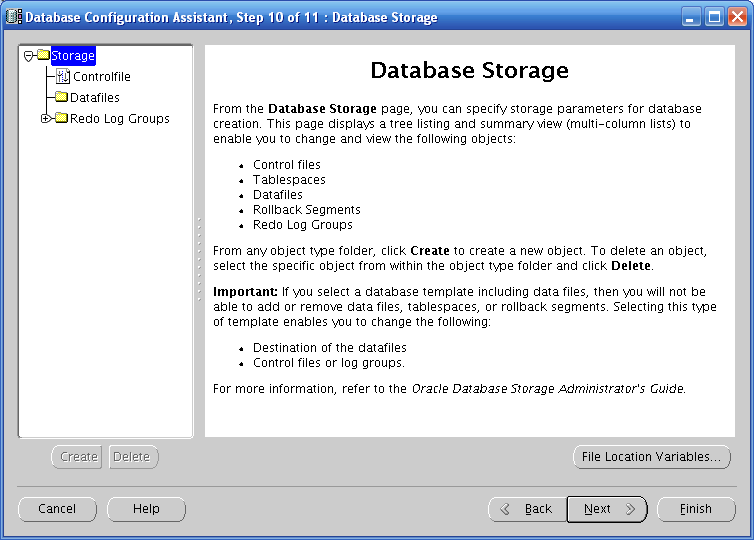 Database Configuration Assistant, Step 10 of 11 : Database Storage
Storage
Controlfile
Datafiles
Redo Log Groups
Database Storage
From the Database Storage page, you can specify storage parameters for database
creation. This page displays a tree listing and summary view (multi-column lists) to
enable you to change and view the following objects:
• Control files
• Tablespaces
• Datafiles
• Rollback Segments
• Redo Log Groups
From any object type folder, click Create to create a new object. To delete an object,
select the specific object from within the object type folder and click Delete.
Important: If you select a database template including data files, then you will not be
able to add or remove data files, tablespaces, or rollback segments. Selecting this type
of template enables you to change the following:
• Destination of the datafiles
• Control files or log groups.
For more information, refer to the Oracle Database Storage Administrator's Guide.
Create Delete
File Location Variables...
Cancel Help Back Next Finish